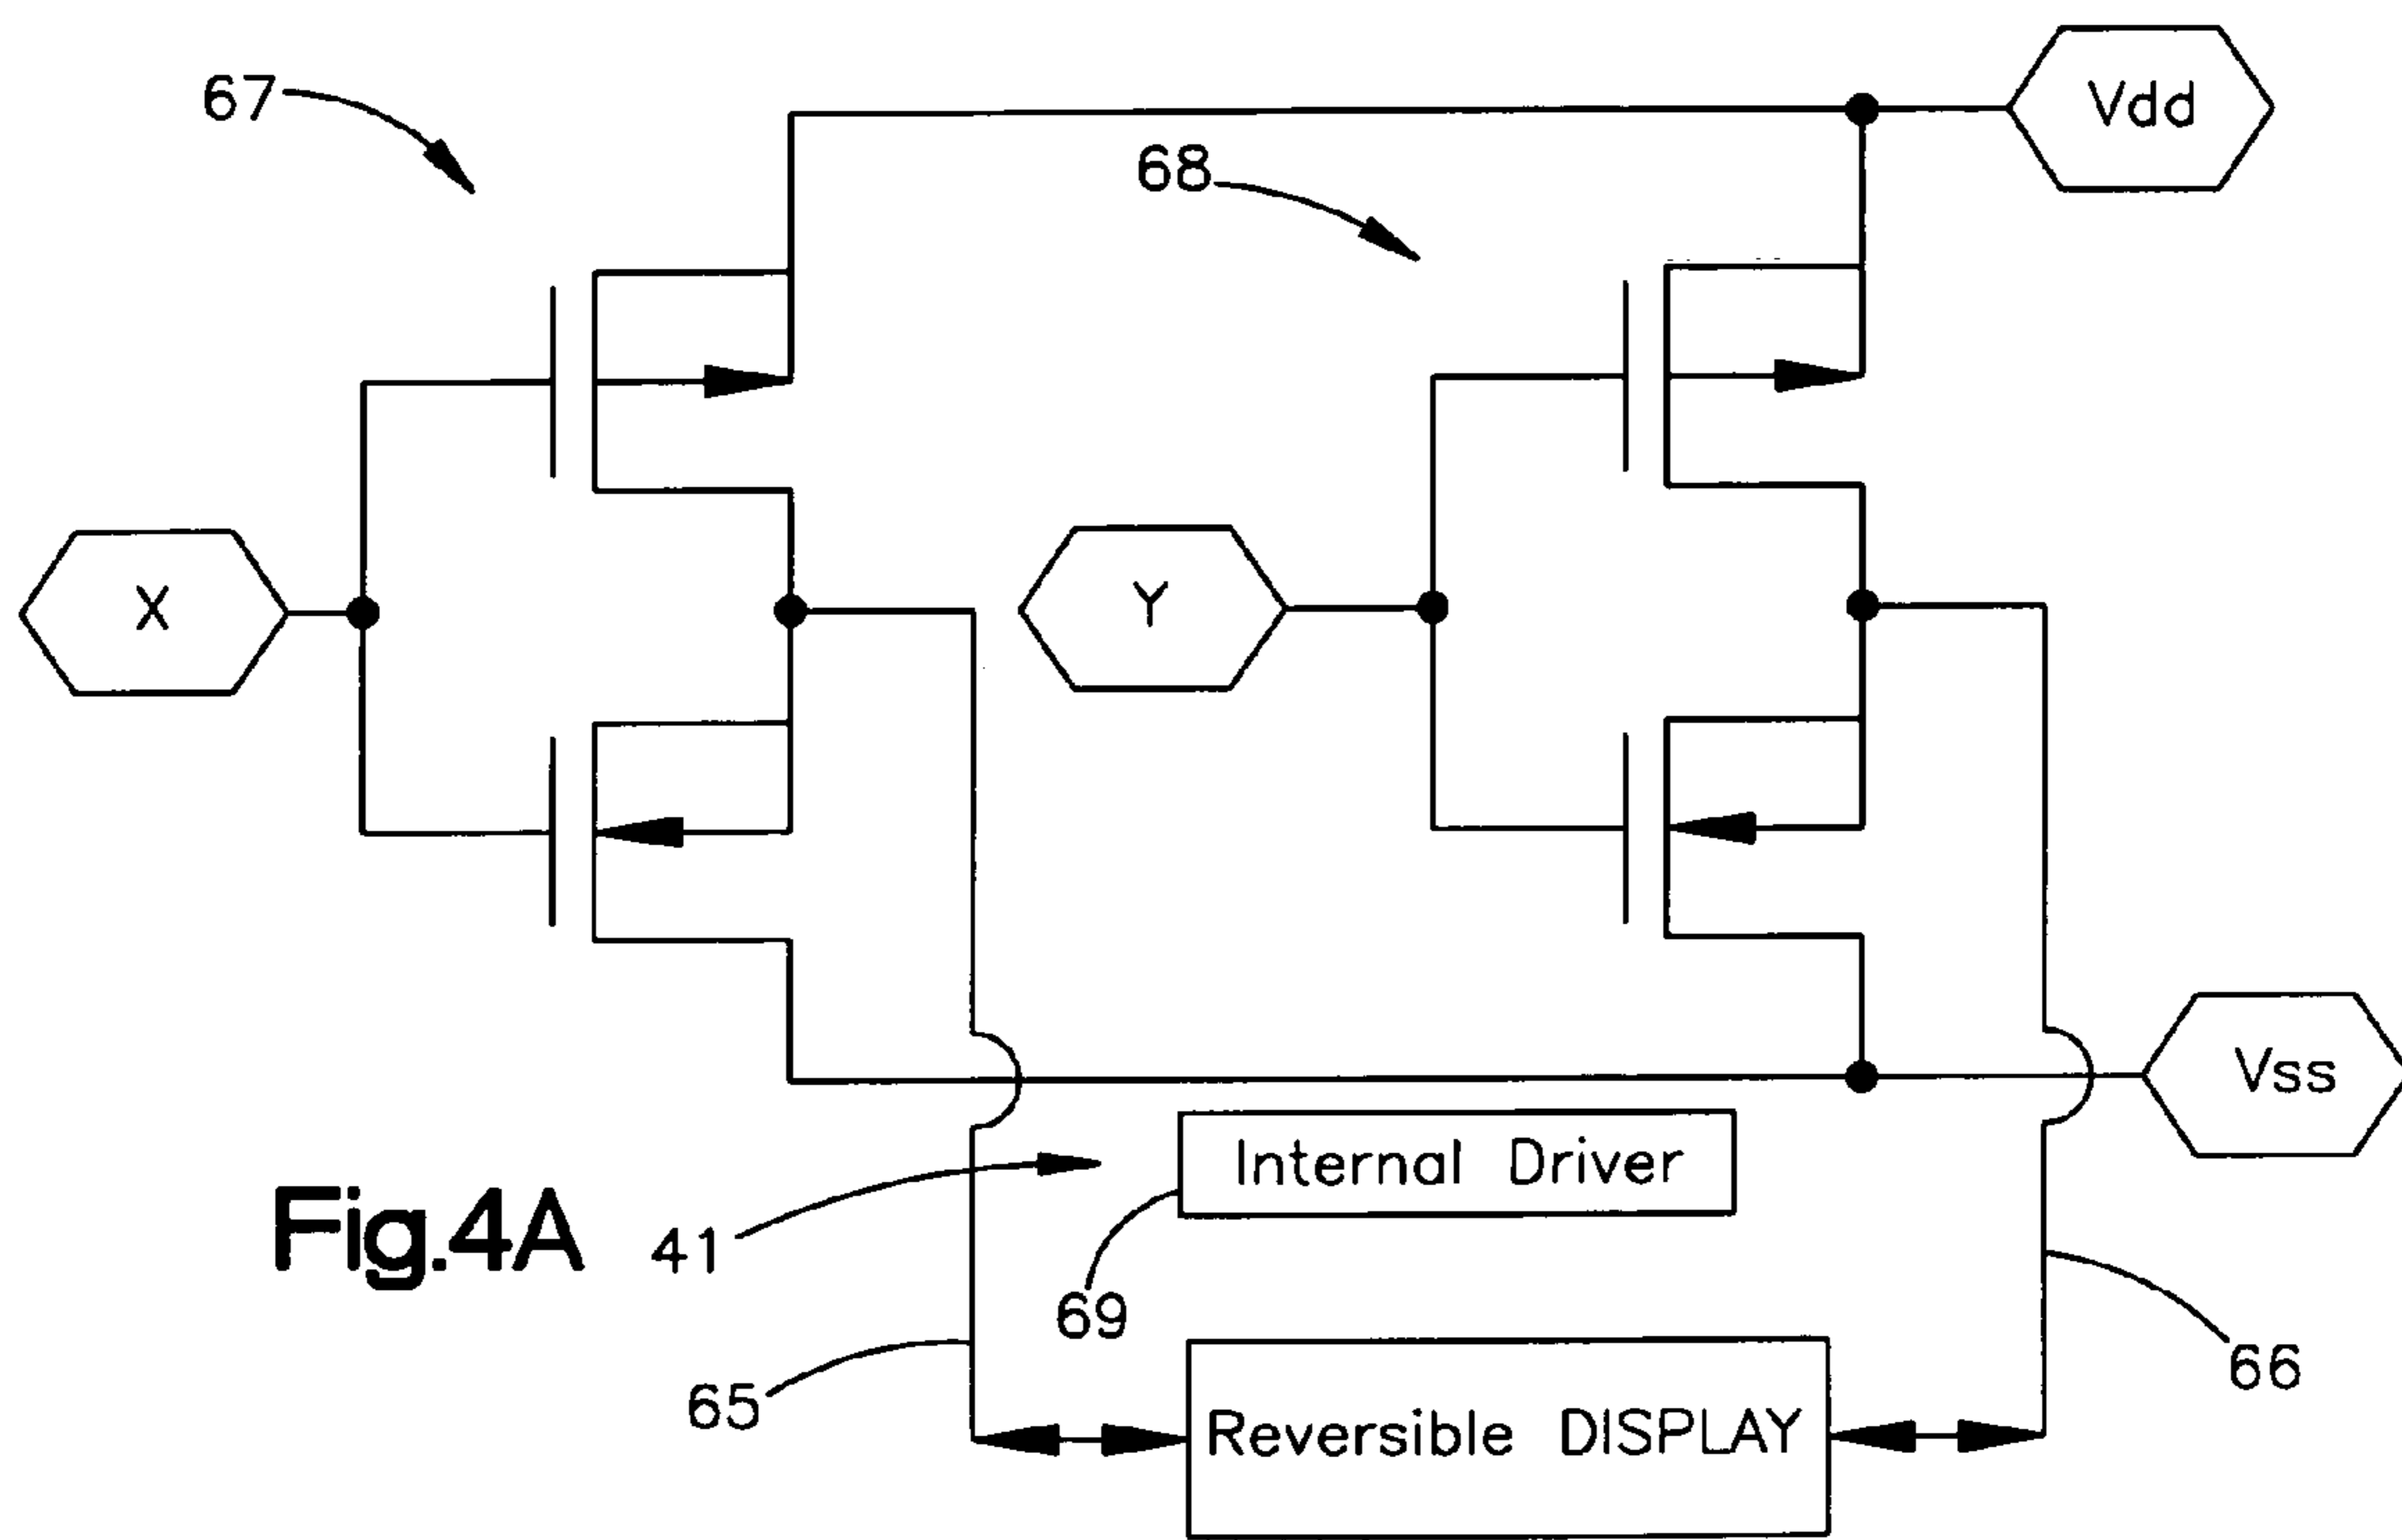 67
Vdd
68
X
Y
Vss
Internal Driver
Fig.4A
41
69
65
66
Reversible DISPLAY